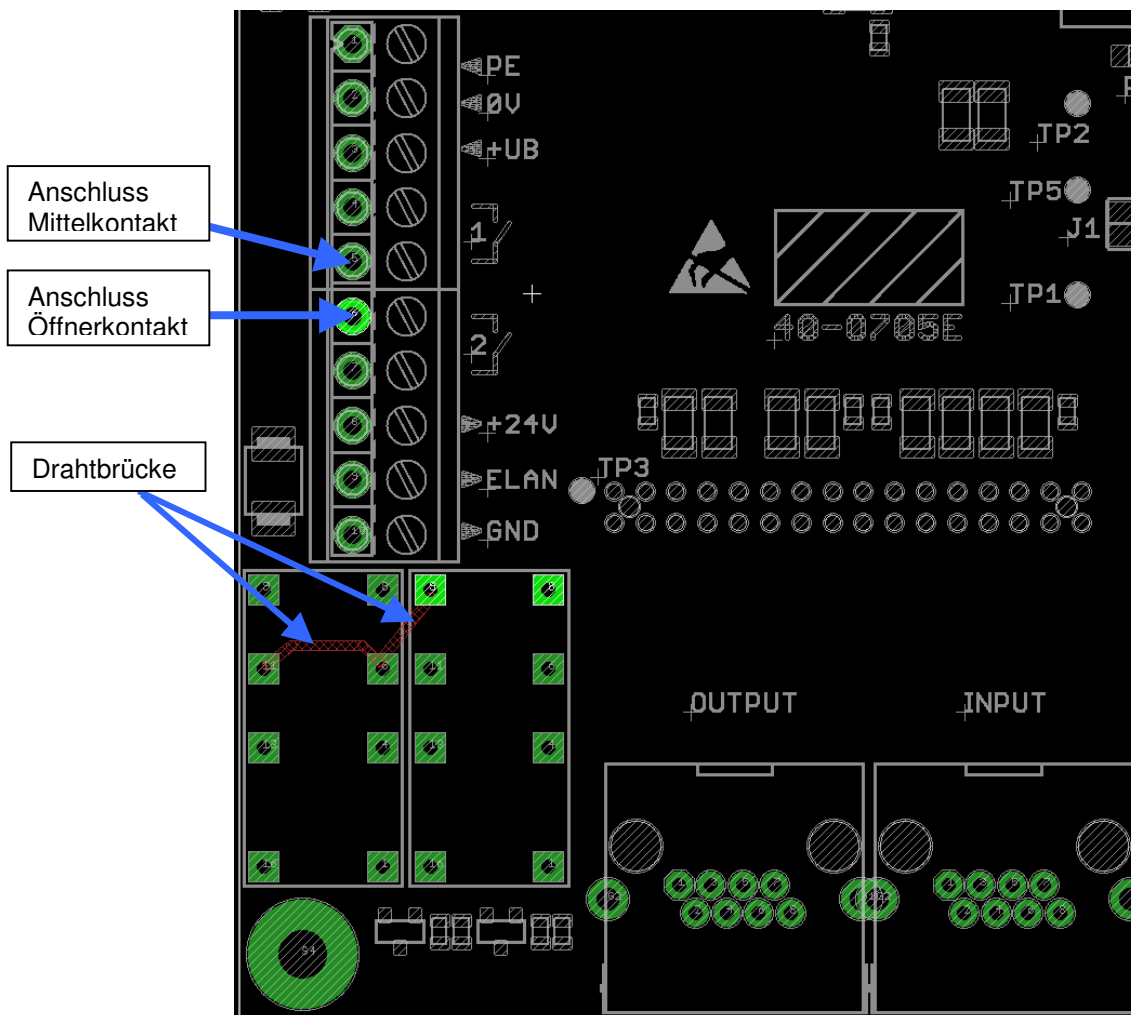 PE
0V
+UB
TP2
Anschluss
Mittelkontakt
TP5
1
J1
Anschluss
Öffnerkontakt
TP1
2
40-0705E
+24V
Drahtbrücke
TP3
ELAN
GND
OUTPUT
INPUT